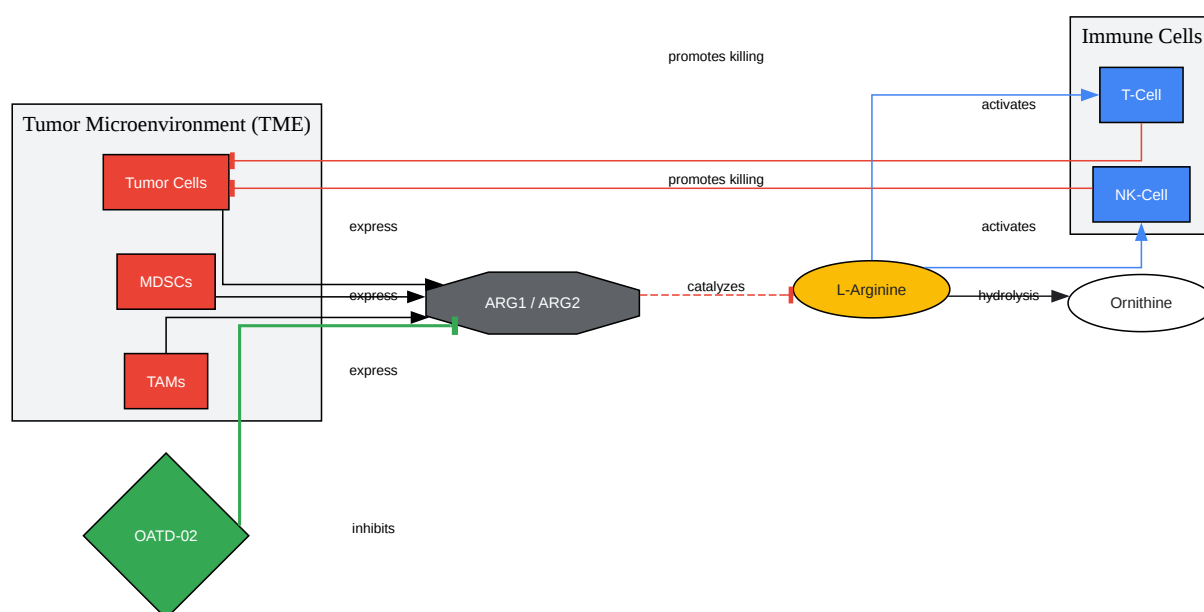 promotes killing
Immune Cells
T-Cell
activates
Tumor Microenvironment (TME)
Tumor Cells
promotes killing
NK-Cell
express
activates
MDSCs
express
ARG1 / ARG2
catalyzes
L-Arginine
hydrolysis
Ornithine
TAMs
express
OATD-02
inhibits